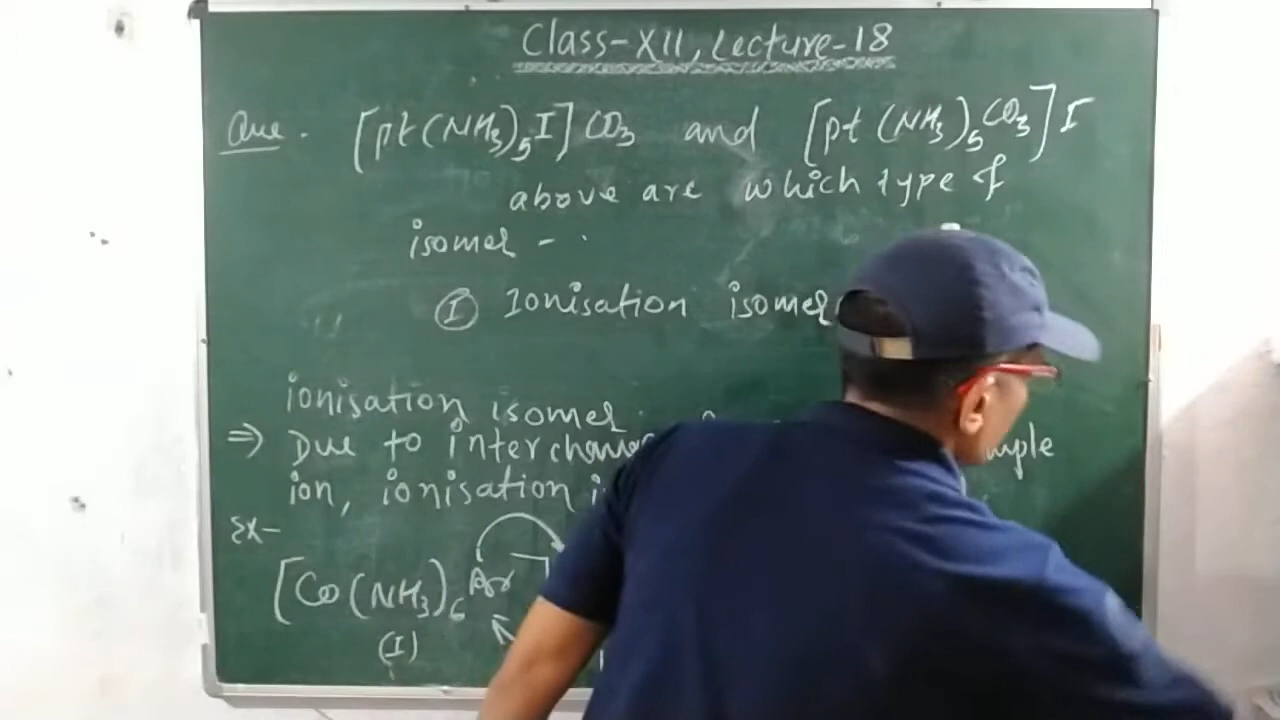 Class-XII, Lecture-18
Que. [pt(NH3)5I]CO3 and [pt(NH3)5CO3]I
above are which type of
isomer -
(I) Ionisation isomer
ionisation isomer
⇒ Due to interchang
ion, ionisation i
Ex-
[Co(NH3)6Br
(I)